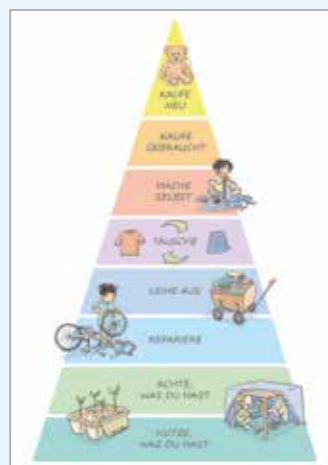 KAUFE
NEU
KAUFE
GEBRAUCHT
MACHE
SELBST
TAUSCHE
LEIHE AUS
REPARIERE
ACHTE,
WAS DU HAST
NUTZE,
WAS DU HAST